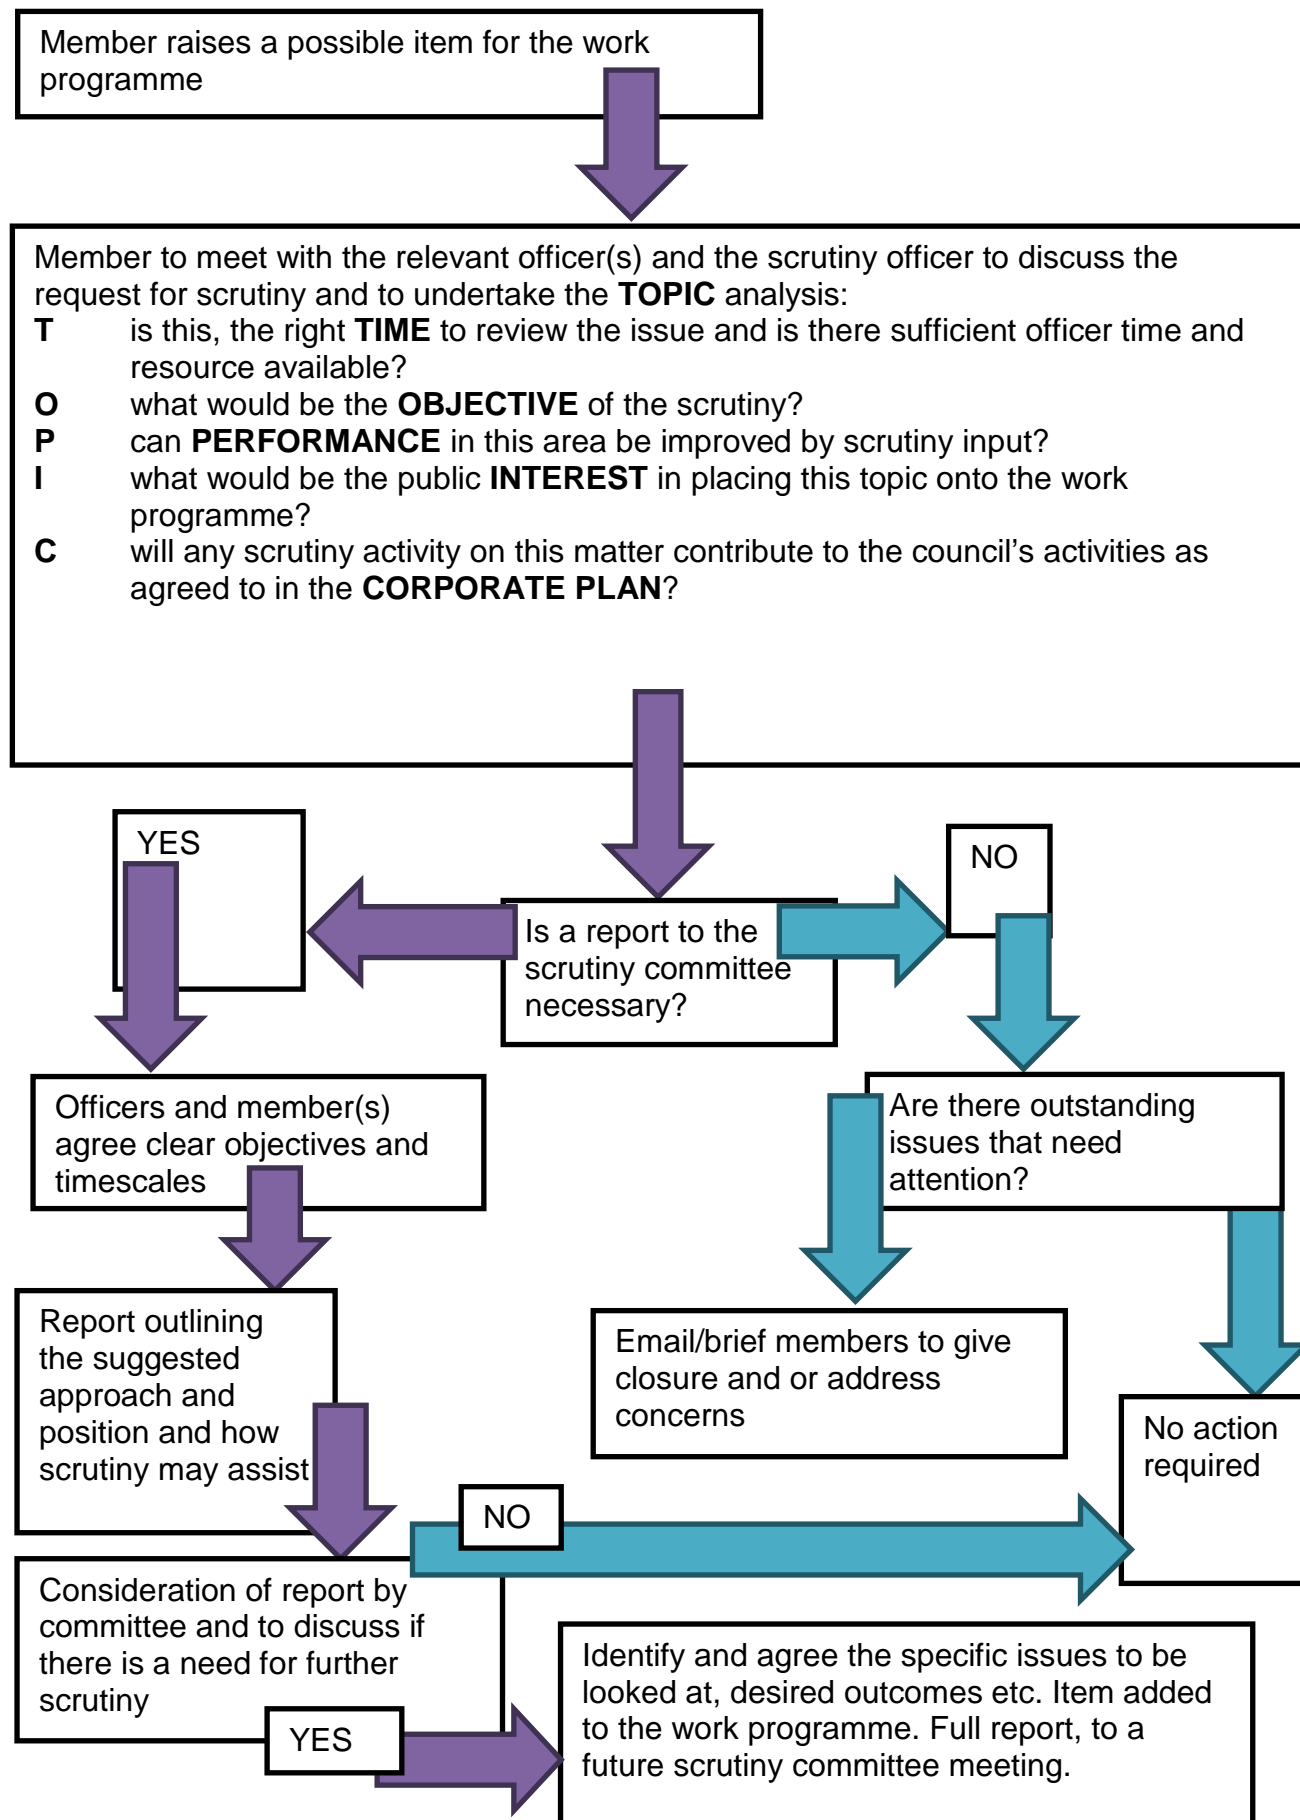 Member raises a possible item for the work
programme
Member to meet with the relevant officer(s) and the scrutiny officer to discuss the
request for scrutiny and to undertake the TOPIC analysis:
T is this, the right TIME to review the issue and is there sufficient officer time and
resource available?
O what would be the OBJECTIVE of the scrutiny?
P can PERFORMANCE in this area be improved by scrutiny input?
I what would be the public INTEREST in placing this topic onto the work
programme?
C will any scrutiny activity on this matter contribute to the council’s activities as
agreed to in the CORPORATE PLAN?
YES
NO
Is a report to the
scrutiny committee
necessary?
Officers and member(s)
agree clear objectives and
timescales
Are there outstanding
issues that need
attention?
Report outlining
the suggested
approach and
position and how
scrutiny may assist
Email/brief members to give
closure and or address
concerns
No action
required
NO
Consideration of report by
committee and to discuss if
there is a need for further
scrutiny
YES
Identify and agree the specific issues to be
looked at, desired outcomes etc. Item added
to the work programme. Full report, to a
future scrutiny committee meeting.